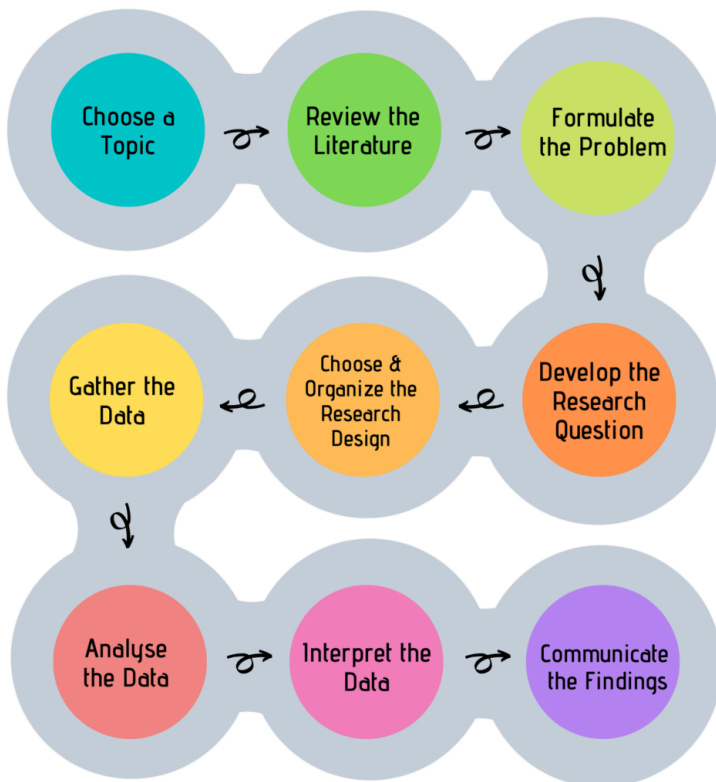 Choose a
Topic
Review the
Literature
Formulate
the Problem
Develop the
Research
Question
Choose &
Organize the
Research
Design
Gather the
Data
Analyse
the Data
Interpret the
Data
Communicate
the Findings